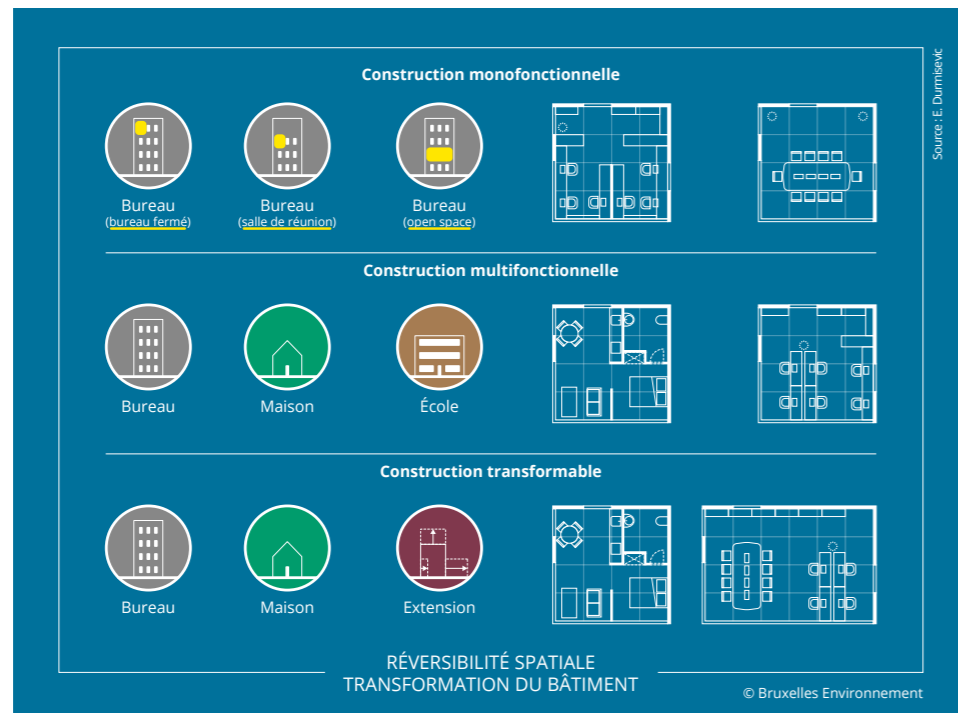 Construction monofonctionnelle
Bureau
(bureau fermé)
Bureau
(salle de réunion)
Bureau
(open space)
Source : E. Durmisevic
Construction multifonctionnelle
Bureau
Maison
École
Construction transformable
Bureau
Maison
Extension
RÉVERSIBILITÉ SPATIALE
TRANSFORMATION DU BÂTIMENT
© Bruxelles Environnement